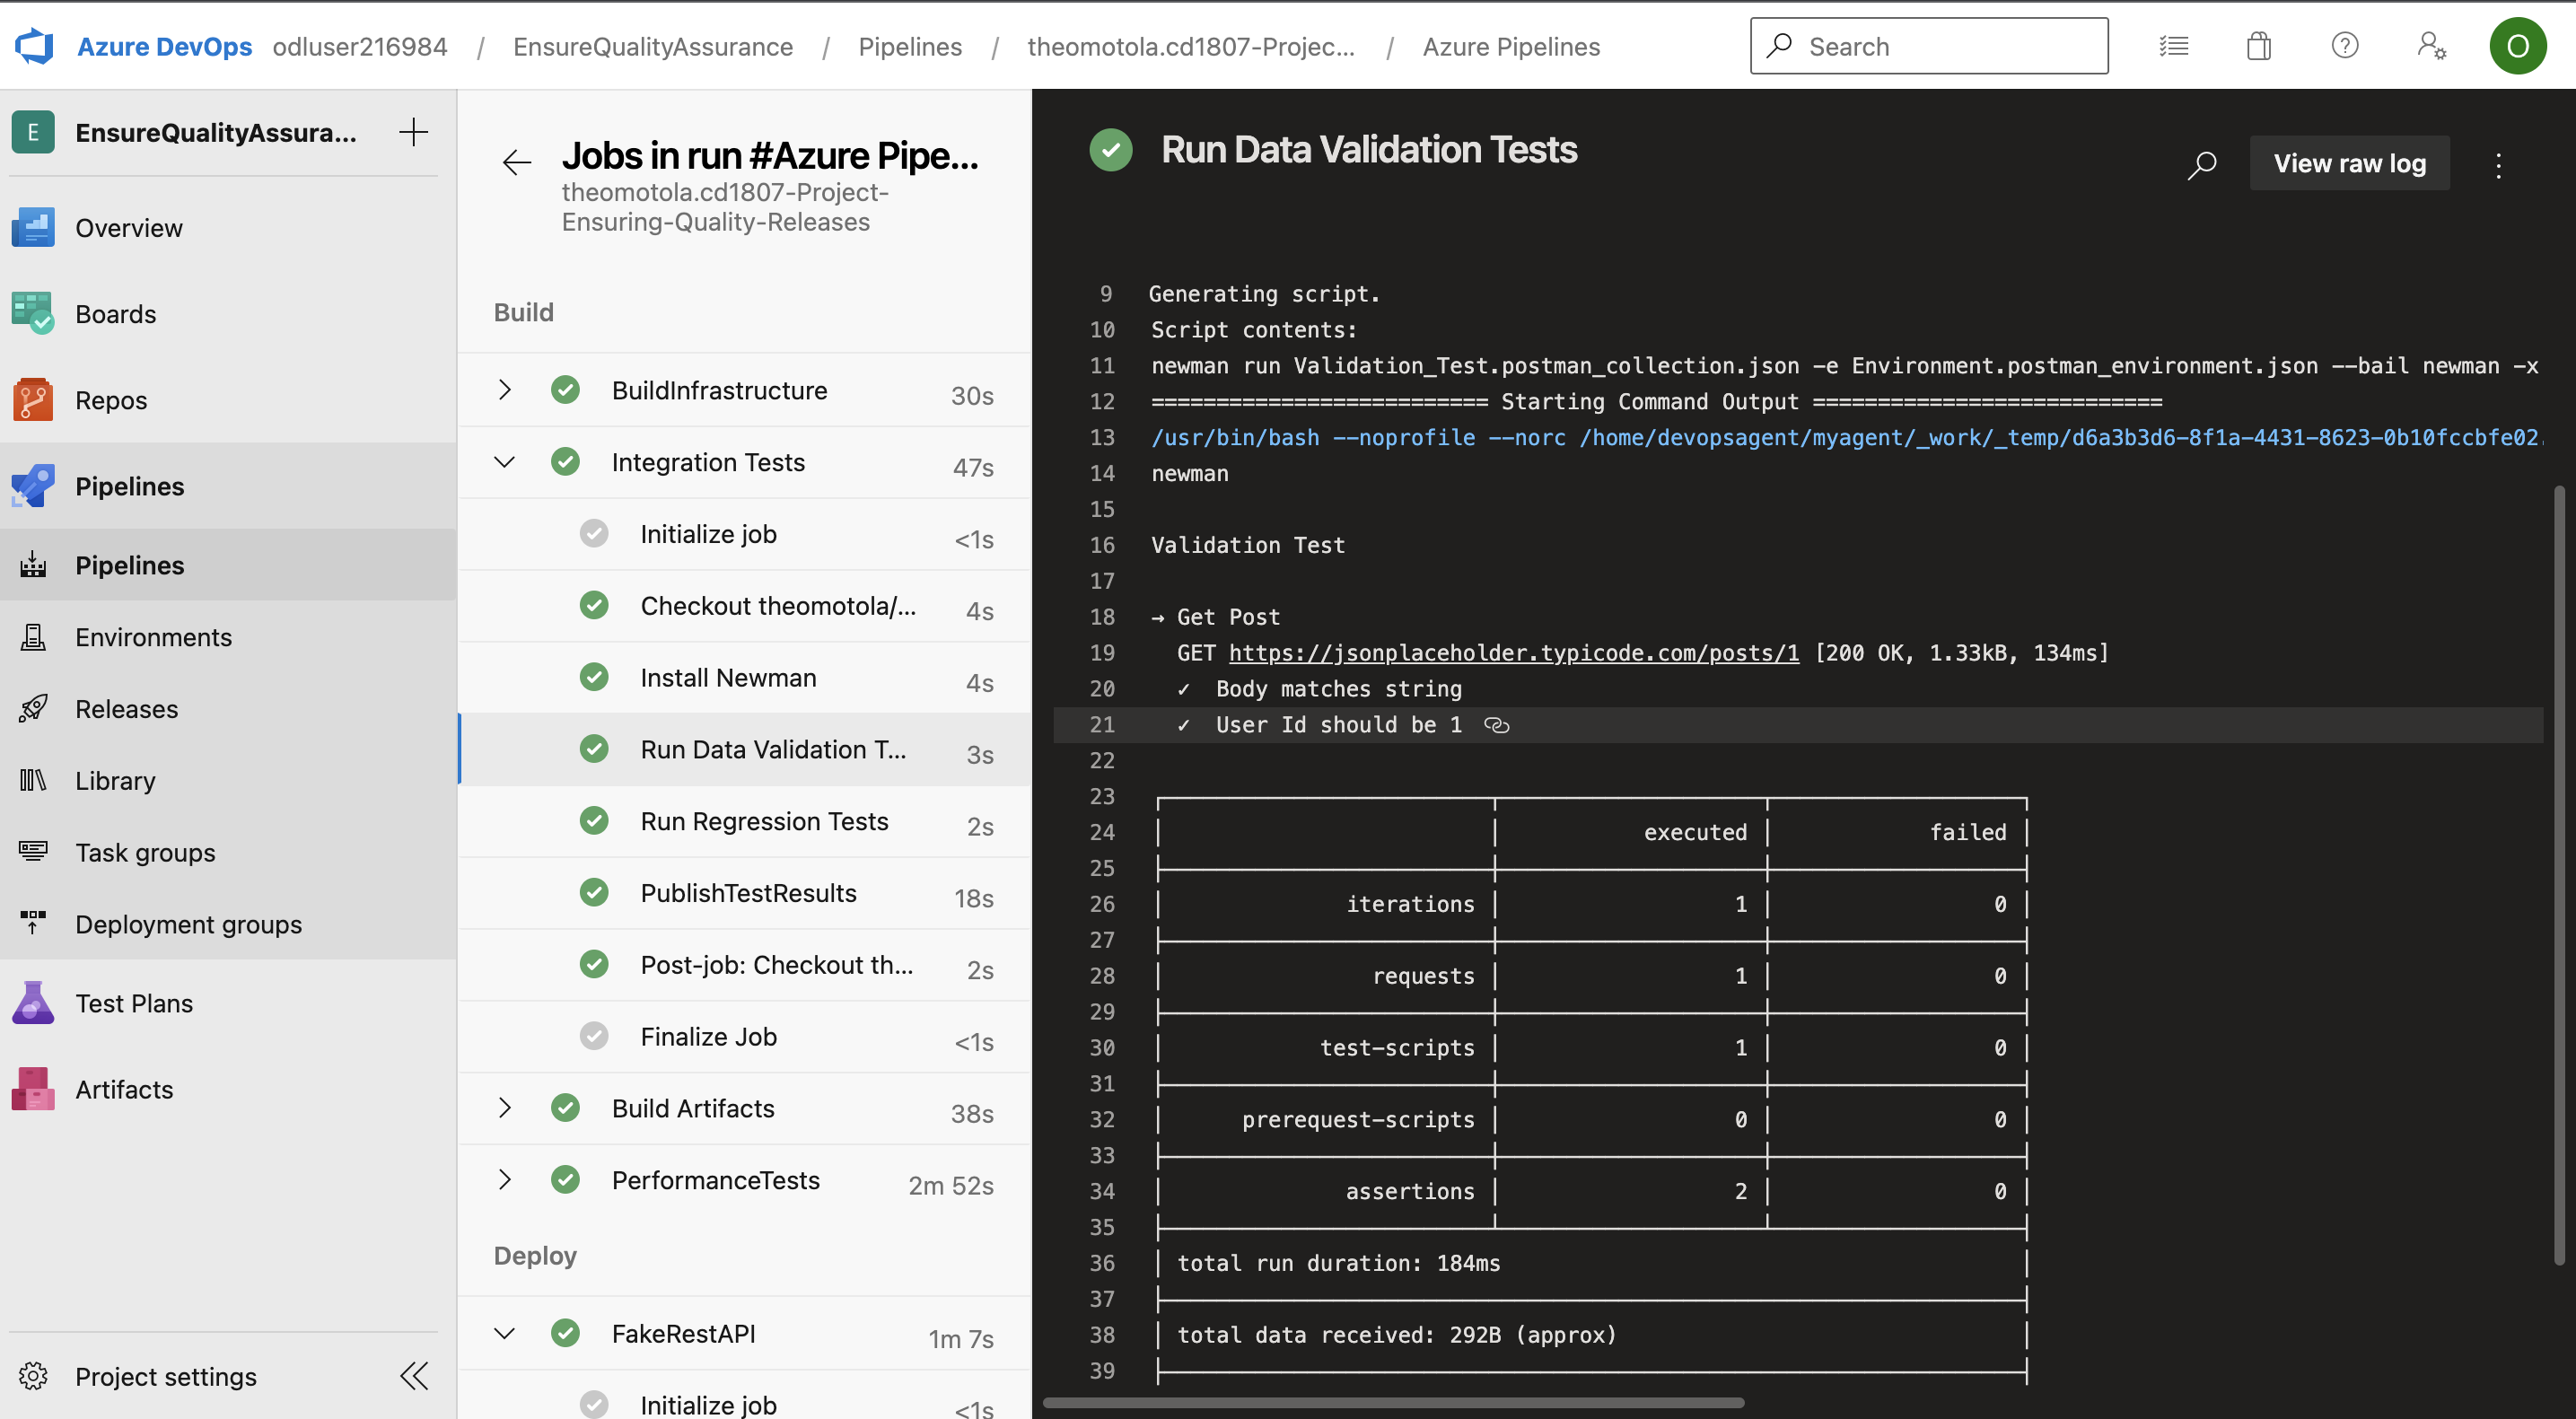 Azure DevOps odluser216984 / EnsureQualityAssurance / Pipelines / theomotola.cd1807-Projec... / Azure Pipelines
Search
O
E EnsureQualityAssura...
Overview
Boards
Repos
Pipelines
Pipelines
Environments
Releases
Library
Task groups
Deployment groups
Test Plans
Artifacts
Project settings
Jobs in run #Azure Pipe...
theomotola.cd1807-Project-
Ensuring-Quality-Releases
Build
BuildInfrastructure 30s
Integration Tests 47s
Initialize job <1s
Checkout theomotola/... 4s
Install Newman 4s
Run Data Validation T... 3s
Run Regression Tests 2s
PublishTestResults 18s
Post-job: Checkout th... 2s
Finalize Job <1s
Build Artifacts 38s
PerformanceTests 2m 52s
Deploy
FakeRestAPI 1m 7s
Initialize job <1s
Run Data Validation Tests
View raw log
9 Generating script.
10 Script contents:
11 newman run Validation_Test.postman_collection.json -e Environment.postman_environment.json --bail newman -x
12 ========================== Starting Command Output ===========================
13 /usr/bin/bash --noprofile --norc /home/devopsagent/myagent/_work/_temp/d6a3b3d6-8f1a-4431-8623-0b10fccbfe02.
14 newman
15
16 Validation Test
17
18 → Get Post
19 GET https://jsonplaceholder.typicode.com/posts/1 [200 OK, 1.33kB, 134ms]
20 ✓ Body matches string
21 ✓ User Id should be 1
22
23
24 executed failed
25
26 iterations 1 0
27
28 requests 1 0
29
30 test-scripts 1 0
31
32 prerequest-scripts 0 0
33
34 assertions 2 0
35
36 total run duration: 184ms
37
38 total data received: 292B (approx)
39